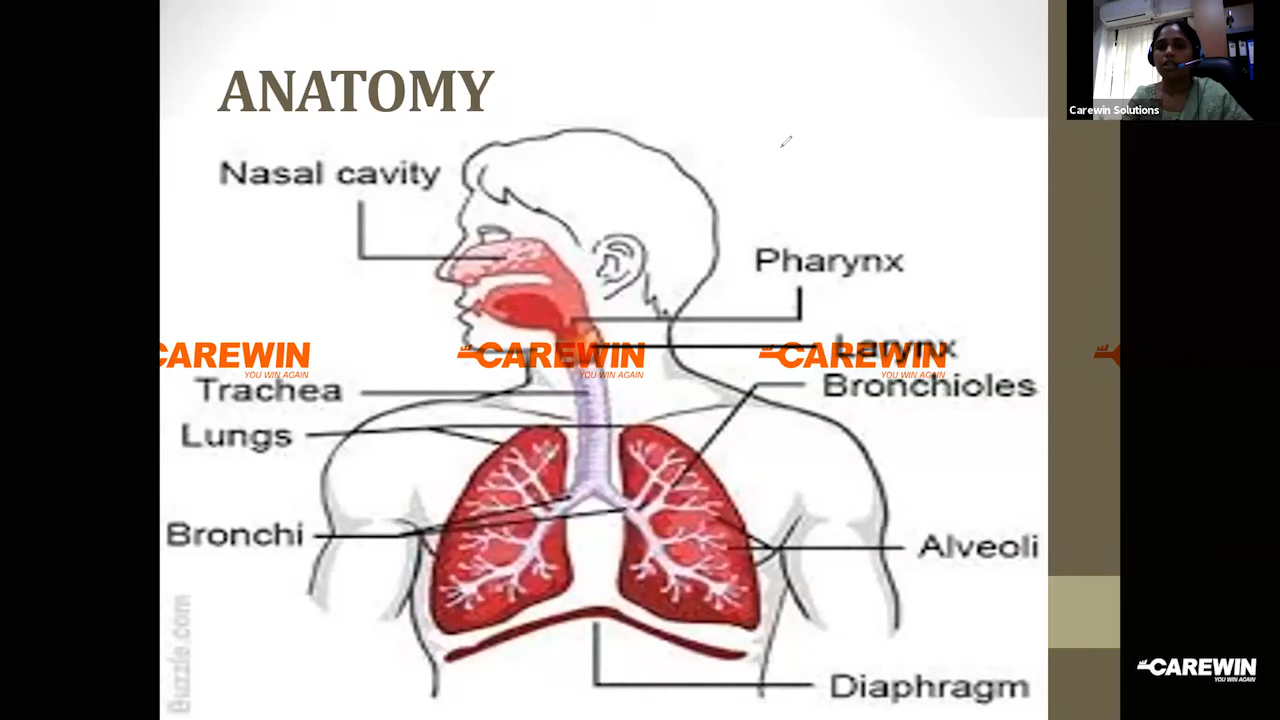 ANATOMY
Carewin Solutions
Nasal cavity
Pharynx
Larynx
CAREWIN
YOU WIN AGAIN
CAREWIN
YOU WIN AGAIN
CAREWIN
YOU WIN AGAIN
Trachea
Bronchioles
Lungs
Bronchi
Alveoli
Diaphragm
Buzzle.com
CAREWIN
YOU WIN AGAIN